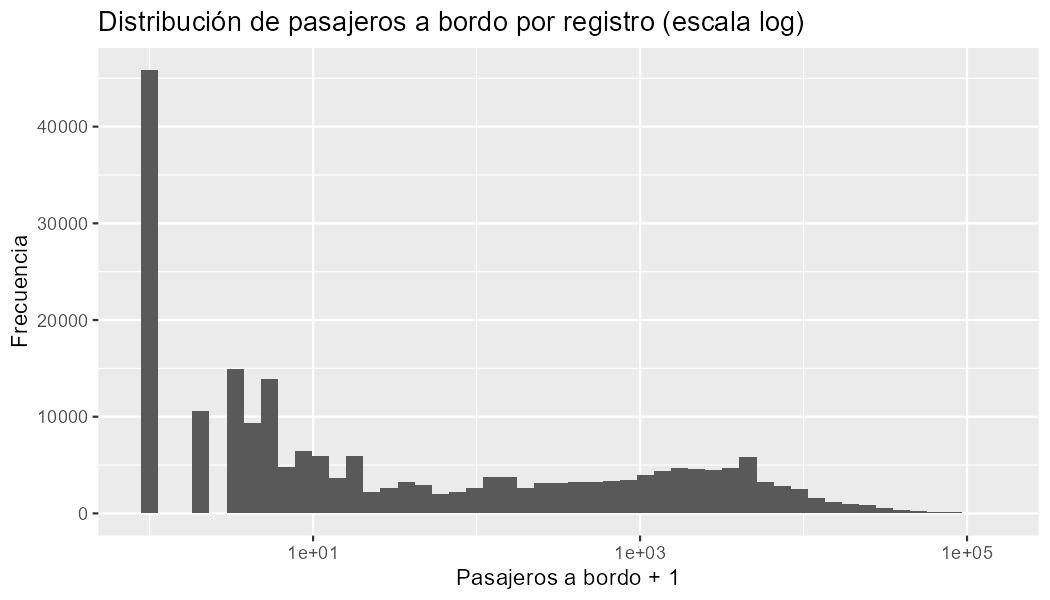 Distribución de pasajeros a bordo por registro (escala log)
Frecuencia
40000
30000
20000
10000
0
1e+01 1e+03 1e+05
Pasajeros a bordo + 1